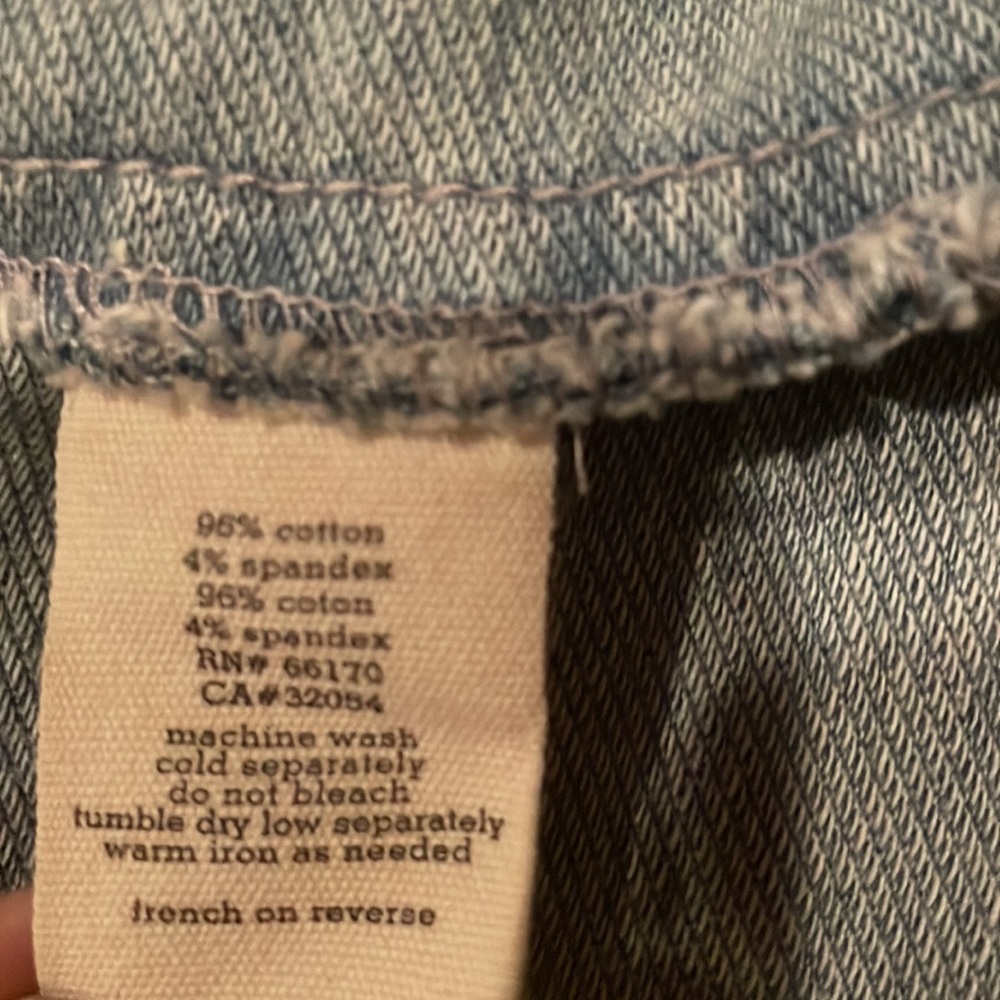 96% cotton
4% spandex
96% coton
4% spandex
RN# 66170
CA#32054
machine wash
cold separately
do not bleach
tumble dry low separately
warm iron as needed
french on reverse